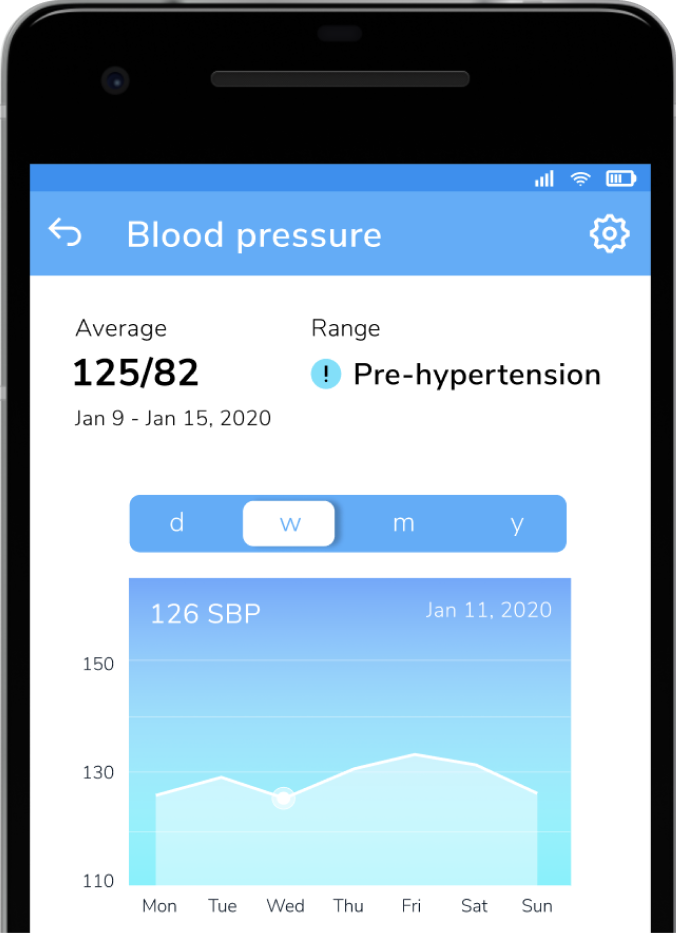 Blood pressure
Average
Range
125/82
! Pre-hypertension
Jan 9 - Jan 15, 2020
d w m y
126 SBP
Jan 11, 2020
150
130
110
Mon Tue Wed Thu Fri Sat Sun